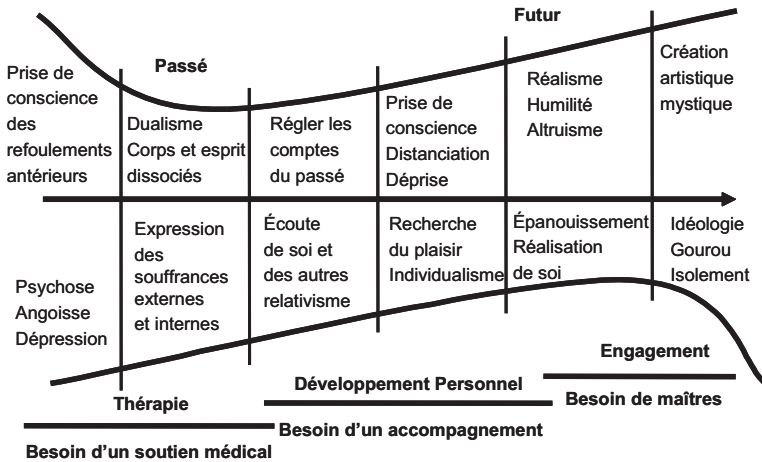 Passé
Futur
Prise de
conscience
des
refoulements
antérieurs
Dualisme
Corps et esprit
dissociés
Régler les
comptes
du passé
Prise de
conscience
Distanciation
Déprise
Réalisme
Humilité
Altruisme
Création
artistique
mystique
Psychose
Angoisse
Dépression
Expression
des
souffrances
externes
et internes
Écoute
de soi et
des autres
relativisme
Recherche
du plaisir
Individualisme
Épanouissement
Réalisation
de soi
Idéologie
Gourou
Isolement
Thérapie
Développement Personnel
Engagement
Besoin d'un soutien médical
Besoin d'un accompagnement
Besoin de maîtres